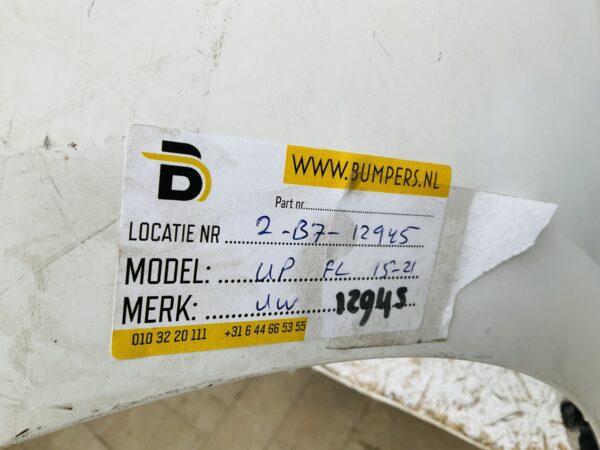 WWW.BUMPERS.NL
Part nr.
LOCATIE NR 2-B7-12945
MODEL: UP FL 15-21
MERK: UW 12945
010 32 20 111 +31 6 44 66 53 55